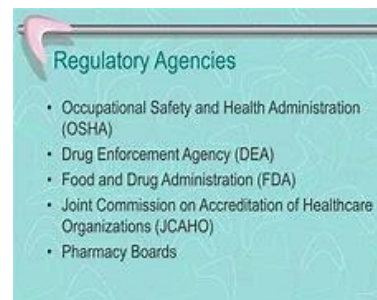 Regulatory Agencies
• Occupational Safety and Health Administration
(OSHA)
• Drug Enforcement Agency (DEA)
• Food and Drug Administration (FDA)
• Joint Commission on Accreditation of Healthcare
Organizations (JCAHO)
• Pharmacy Boards